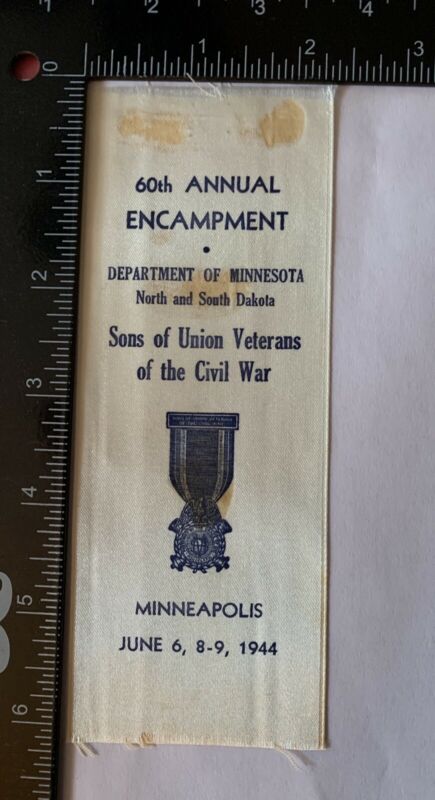 1 2 3 4
0 1 2 3
1
2
3
4
5
6
60th ANNUAL
ENCAMPMENT
•
DEPARTMENT OF MINNESOTA
North and South Dakota
Sons of Union Veterans
of the Civil War
MINNEAPOLIS
JUNE 6, 8-9, 1944